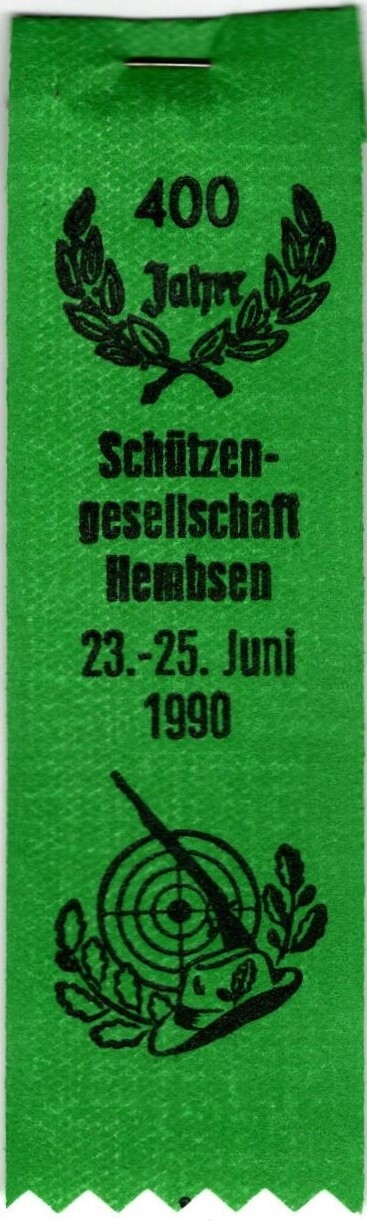 400
Jahre
Schützen-
gesellschaft
Hembsen
23.-25. Juni
1990